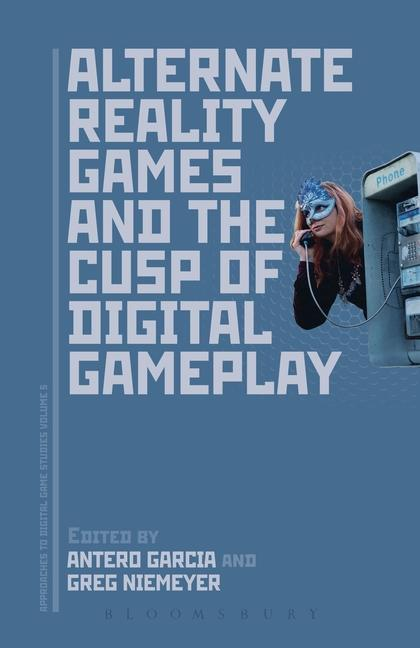 ALTERNATE
REALITY
GAMES
AND THE
CUSP OF
DIGITAL
GAMEPLAY
Phone
APPROACHES TO DIGITAL GAME STUDIES VOLUME 5
EDITED BY
ANTERO GARCIA AND
GREG NIEMEYER
BLOOMSBURY